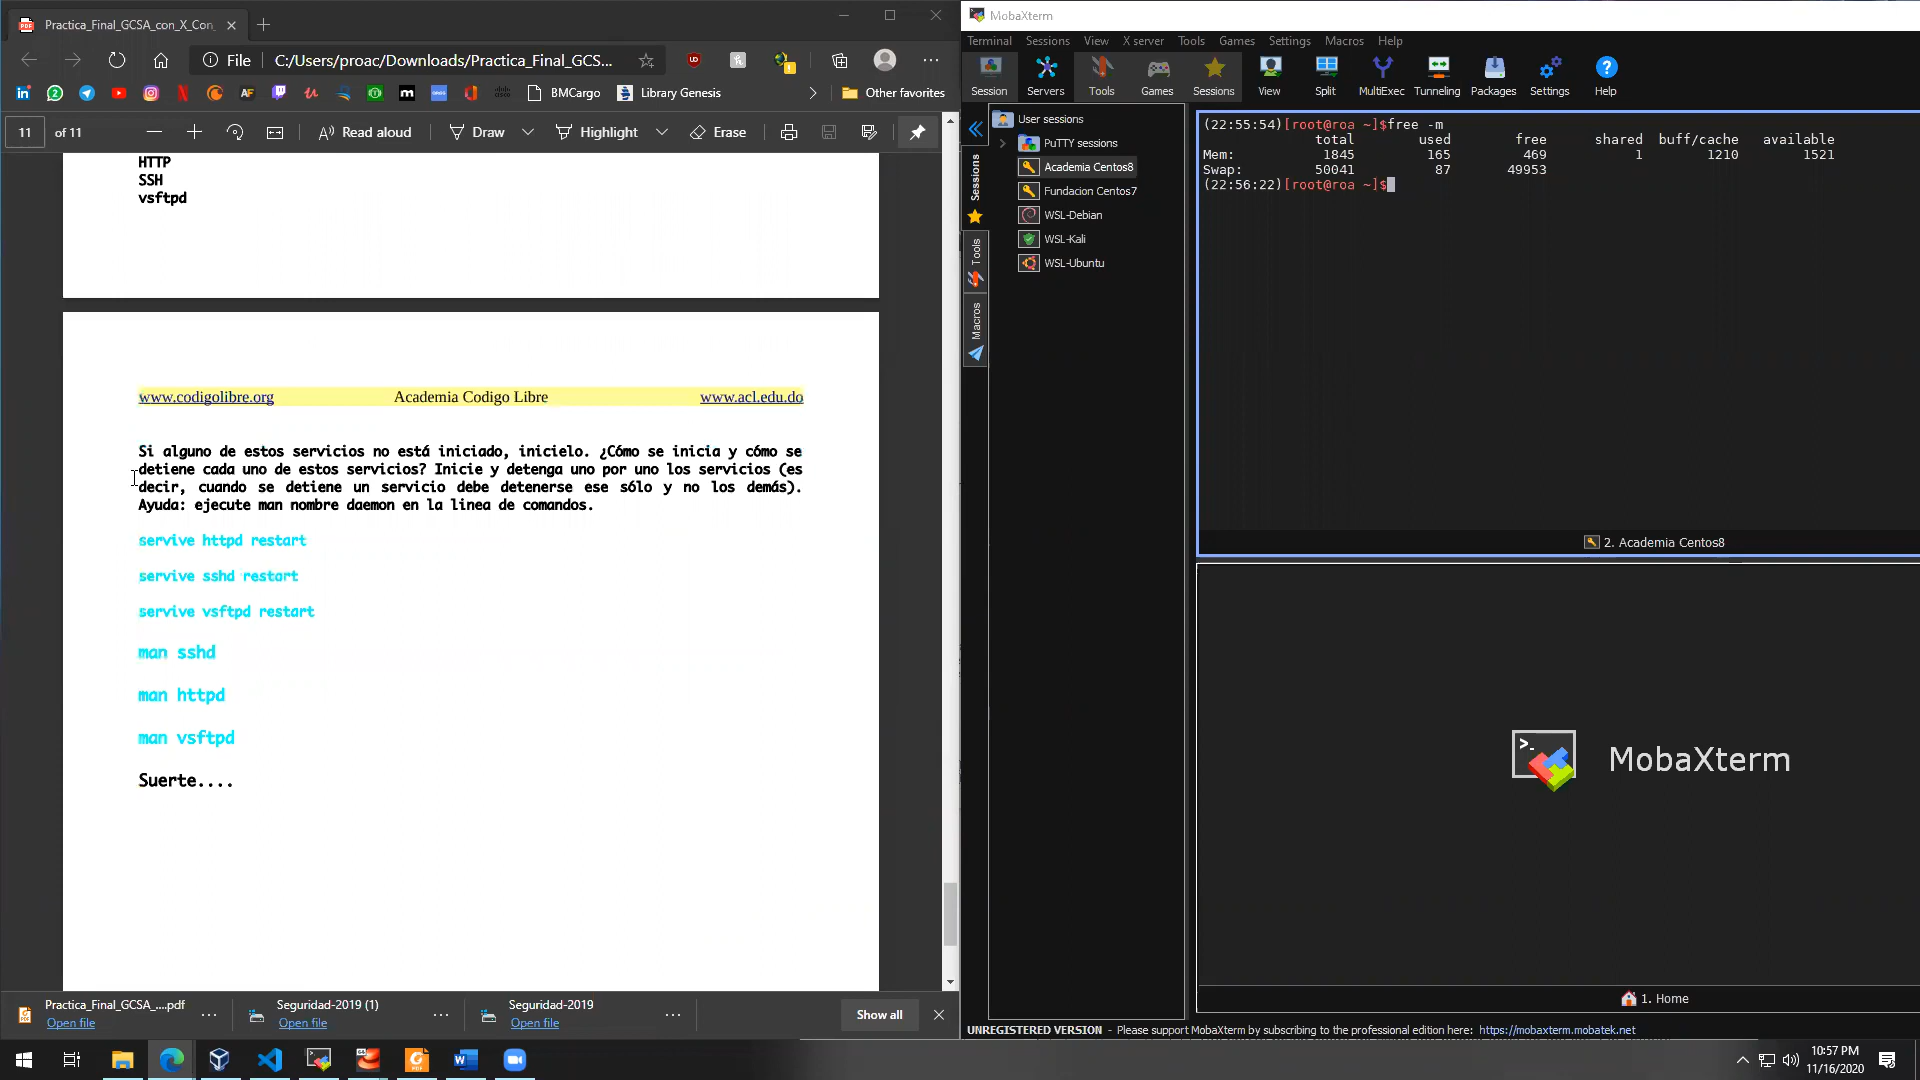 Practica_Final_GCSA_con_X_Con
File
C:/Users/proac/Downloads/Practica_Final_GCS...
BMCargo
Library Genesis
Other favorites
11
of 11
Read aloud
Draw
Highlight
Erase
HTTP
SSH
vsftpd
www.codigolibre.org Academia Codigo Libre www.acl.edu.do
Si alguno de estos servicios no está iniciado, inicielo. ¿Cómo se inicia y cómo se
detiene cada uno de estos servicios? Inicie y detenga uno por uno los servicios (es
decir, cuando se detiene un servicio debe detenerse ese sólo y no los demás).
Ayuda: ejecute man nombre daemon en la linea de comandos.
servive httpd restart
servive sshd restart
servive vsftpd restart
man sshd
man httpd
man vsftpd
Suerte....
Practica_Final_GCSA_....pdf
Open file
Seguridad-2019 (1)
Open file
Seguridad-2019
Open file
Show all
MobaXterm
Terminal Sessions View X server Tools Games Settings Macros Help
Session Servers Tools Games Sessions View Split MultiExec Tunneling Packages Settings Help
Sessions
Tools
Macros
User sessions
PuTTY sessions
Academia Centos8
Fundacion Centos7
WSL-Debian
WSL-Kali
WSL-Ubuntu
(22:55:54)[root@roa ~]$free -m
total used free shared buff/cache available
Mem: 1845 165 469 1 1210 1521
Swap: 50041 87 49953
(22:56:22)[root@roa ~]$
2. Academia Centos8
MobaXterm
1. Home
UNREGISTERED VERSION - Please support MobaXterm by subscribing to the professional edition here: https://mobaxterm.mobatek.net
10:57 PM
11/16/2020